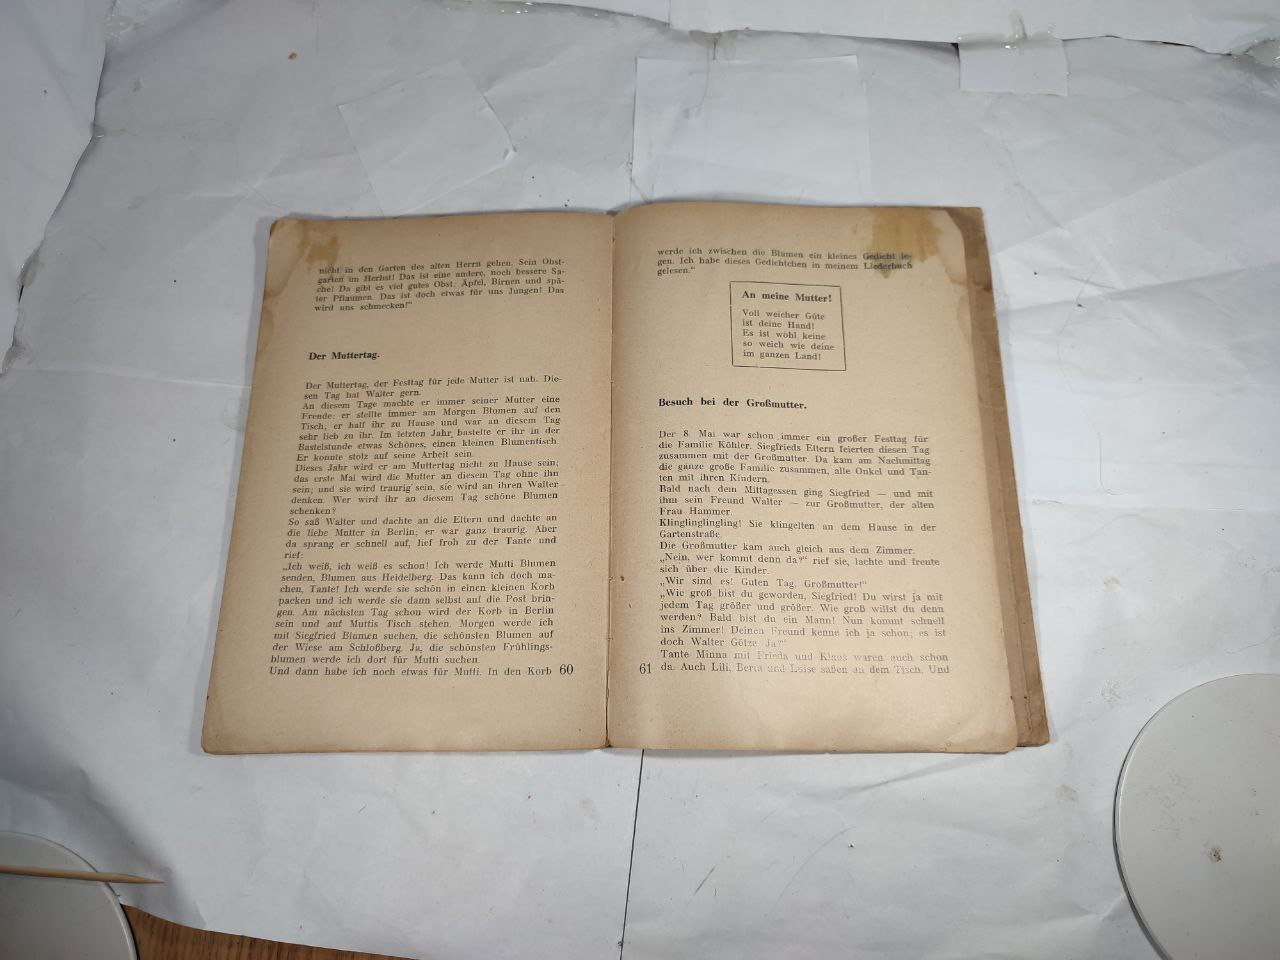 nicht in den Garten des alten Herrn gehen. Sein Obst-
garten im Herbst! Das ist eine andere, noch bessere Sa-
che! Da gibt es viel gutes Obst: Äpfel, Birnen und spä-
ter Pflaumen. Das ist doch etwas für uns Jungen! Das
wird uns schmecken!“
Der Muttertag.
Der Muttertag, der Festtag für jede Mutter ist nah. Die-
sen Tag hat Walter gern.
An diesem Tage machte er immer seiner Mutter eine
Freude: er stellte immer am Morgen Blumen auf den
Tisch, er half ihr zu Hause und war an diesem Tag
sehr lieb zu ihr. Im letzten Jahr bastelte er ihr in der
Bastelstunde etwas Schönes, einen kleinen Blumentisch.
Er konnte stolz auf seine Arbeit sein.
Dieses Jahr wird er am Muttertag nicht zu Hause sein;
das erste Mal wird die Mutter an diesem Tag ohne ihn
sein; und sie wird traurig sein, sie wird an ihren Walter
denken. Wer wird ihr an diesem Tag schöne Blumen
schenken?
So saß Walter und dachte an die Eltern und dachte an
die liebe Mutter in Berlin; er war ganz traurig. Aber
da sprang er schnell auf, lief froh zu der Tante und
rief:
„Ich weiß, ich weiß es schon! Ich werde Mutti Blumen
senden, Blumen aus Heidelberg. Das kann ich doch ma-
chen, Tante! Ich werde sie schön in einen kleinen Korb
packen und ich werde sie dann selbst auf die Post brin-
gen. Am nächsten Tag schon wird der Korb in Berlin
sein und auf Muttis Tisch stehen. Morgen werde ich
mit Siegfried Blumen suchen, die schönsten Blumen auf
der Wiese am Schloßberg. Ja, die schönsten Frühlings-
blumen werde ich dort für Mutti suchen.
Und dann habe ich noch etwas für Mutti. In den Korb 60
werde ich zwischen die Blumen ein kleines Gedicht le-
gen. Ich habe dieses Gedichtchen in meinem Liederbuch
gelesen.“
An meine Mutter!
Voll weicher Güte
ist deine Hand!
Es ist wohl keine
so weich wie deine
im ganzen Land!
Besuch bei der Großmutter.
Der 8. Mai war schon immer ein großer Festtag für
die Familie Köhler. Siegfrieds Eltern feierten diesen Tag
zusammen mit der Großmutter. Da kam am Nachmittag
die ganze große Familie zusammen, alle Onkel und Tan-
ten mit ihren Kindern.
Bald nach dem Mittagessen ging Siegfried — und mit
ihm sein Freund Walter — zur Großmutter, der alten
Frau Hammer.
Klinglinglingling! Sie klingelten an dem Hause in der
Gartenstraße.
Die Großmutter kam auch gleich aus dem Zimmer.
„Nein, wer kommt denn da?“ rief sie, lachte und freute
sich über die Kinder.
„Wir sind es! Guten Tag, Großmutter!“
„Wie groß bist du geworden, Siegfried! Du wirst ja mit
jedem Tag größer und größer. Wie groß willst du denn
werden? Bald bist du ein Mann! Nun kommt schnell
ins Zimmer! Deinen Freund kenne ich ja schon; es ist
doch Walter Götze. Ja?“
Tante Minna mit Frieda und Klaus waren auch schon
61 da. Auch Lili, Berta und Luise saßen an dem Tisch. Und